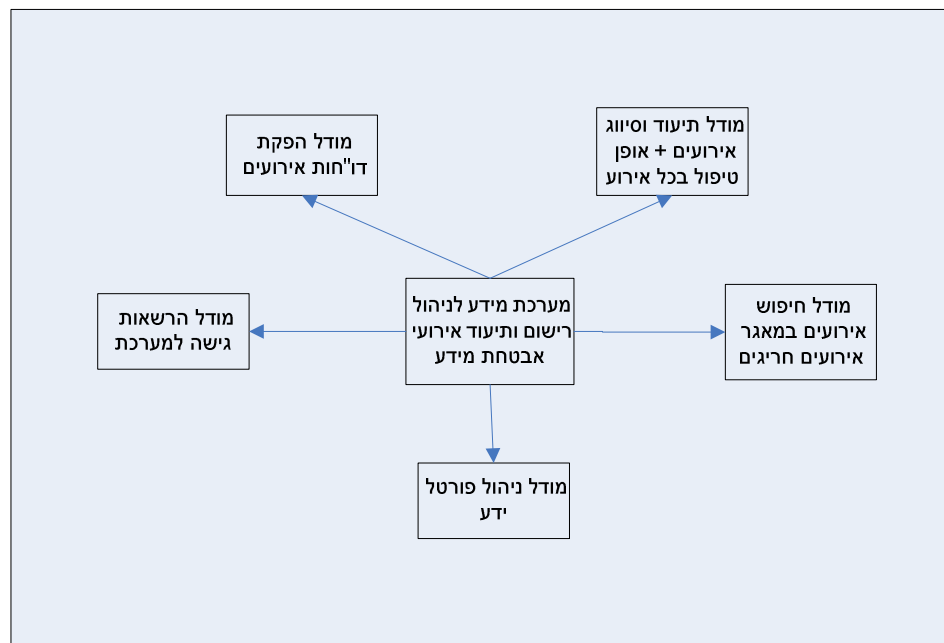 מודל תיעוד וסיווג
אירועים + אופן
טיפול בכל אירוע
מודל הפקת
דו"חות אירועים
מערכת מידע לניהול
רישום ותיעוד אירועי
אבטחת מידע
מודל חיפוש
אירועים במאגר
אירועים חריגים
מודל הרשאות
גישה למערכת
מודל ניהול פורטל
ידע